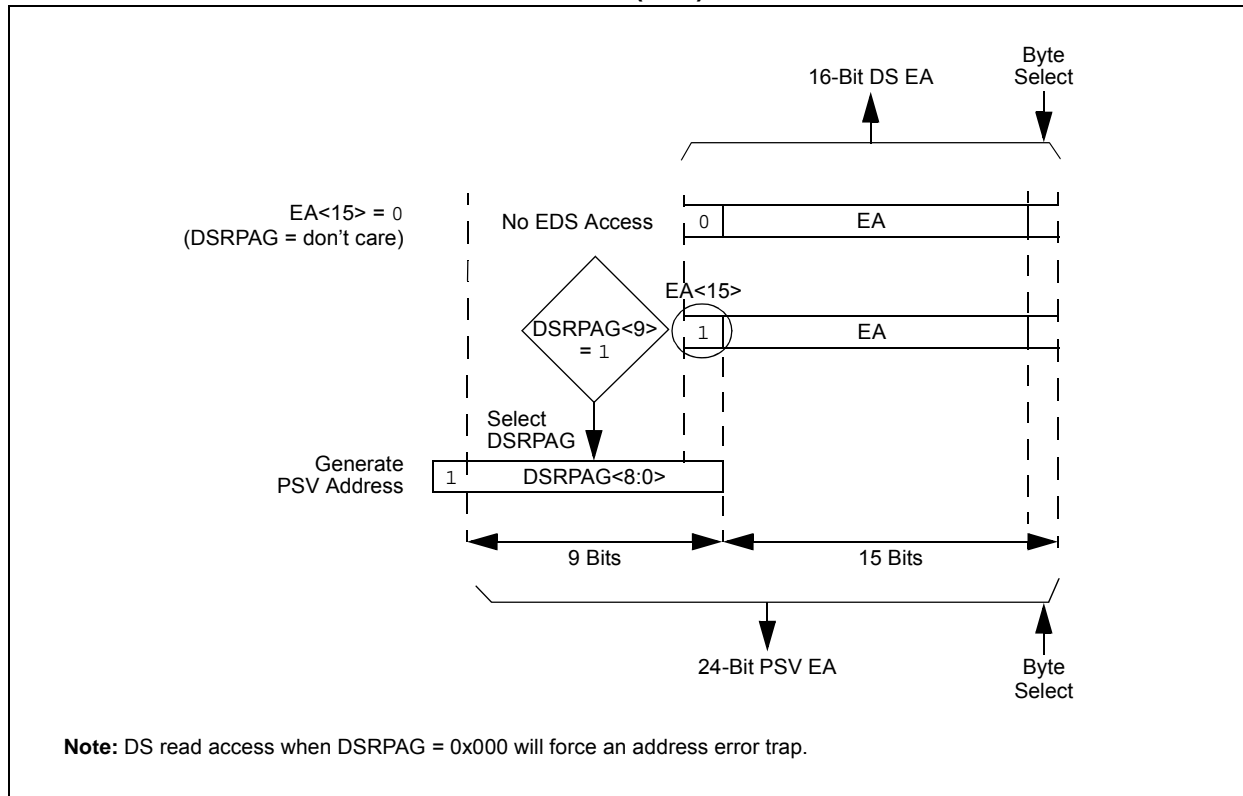 16-Bit DS EA
Byte
Select
EA<15> = 0
(DSRPAG = don't care)
No EDS Access
0
EA
EA<15>
DSRPAG<9>
= 1
1
EA
Select
DSRPAG
Generate
PSV Address
1
DSRPAG<8:0>
9 Bits
15 Bits
24-Bit PSV EA
Byte
Select
Note: DS read access when DSRPAG = 0x000 will force an address error trap.